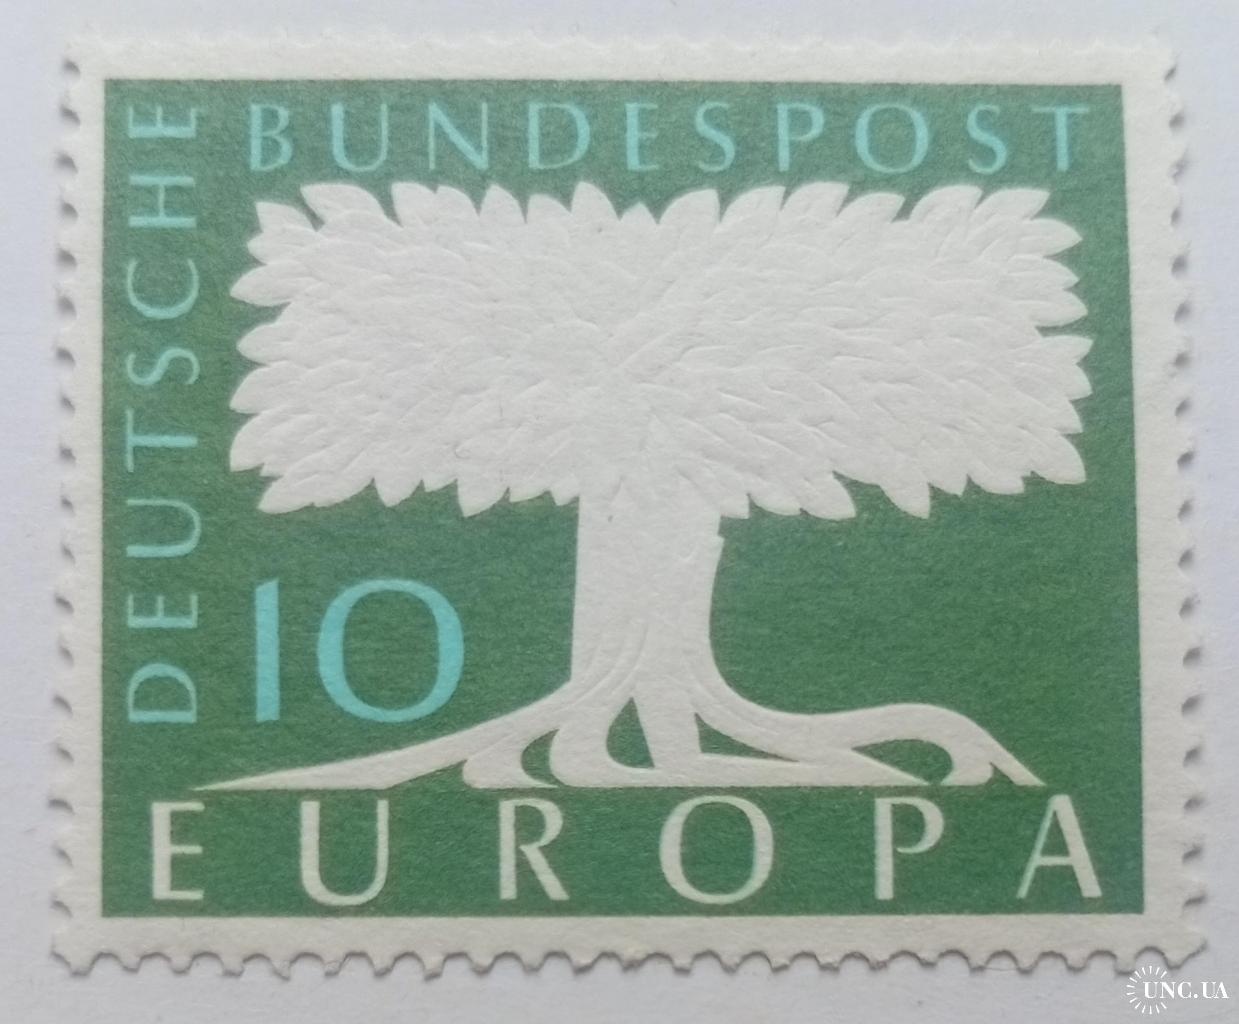 DEUTSCHE
BUNDESPOST
10
EUROPA
UNC.UA